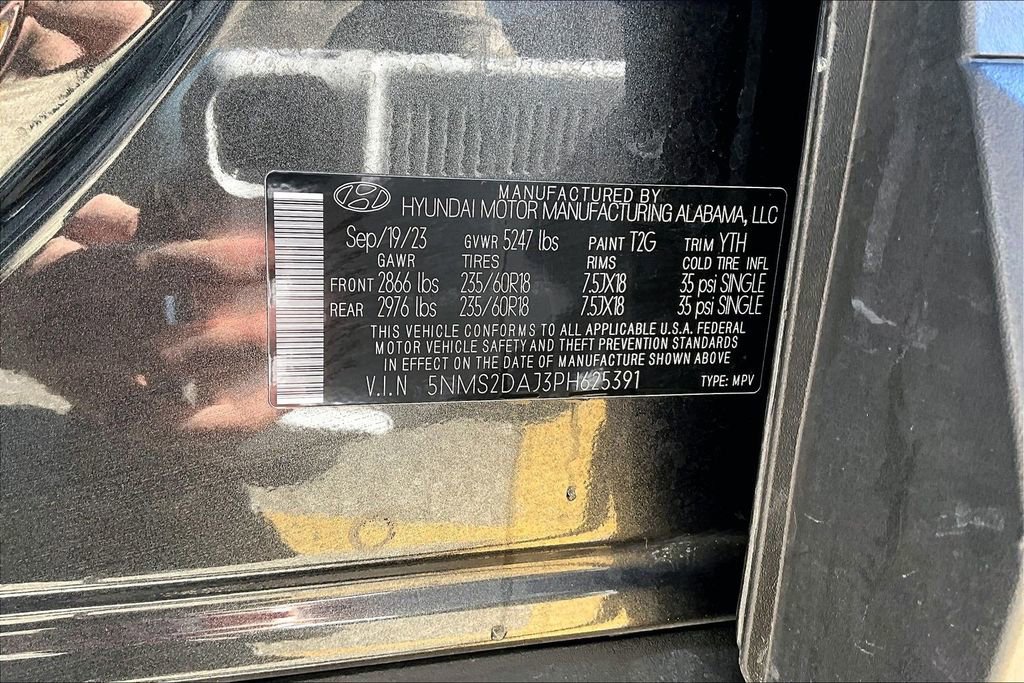 MANUFACTURED BY
HYUNDAI MOTOR MANUFACTURING ALABAMA, LLC
Sep/19/23 GVWR 5247 lbs PAINT T2G TRIM YTH
GAWR TIRES RIMS COLD TIRE INFL
FRONT 2866 lbs 235/60R18 7.5JX18 35 psi SINGLE
REAR 2976 lbs 235/60R18 7.5JX18 35 psi SINGLE
THIS VEHICLE CONFORMS TO ALL APPLICABLE U.S.A. FEDERAL
MOTOR VEHICLE SAFETY AND THEFT PREVENTION STANDARDS
IN EFFECT ON THE DATE OF MANUFACTURE SHOWN ABOVE
V.I.N 5NMS2DAJ3PH625391 TYPE: MPV